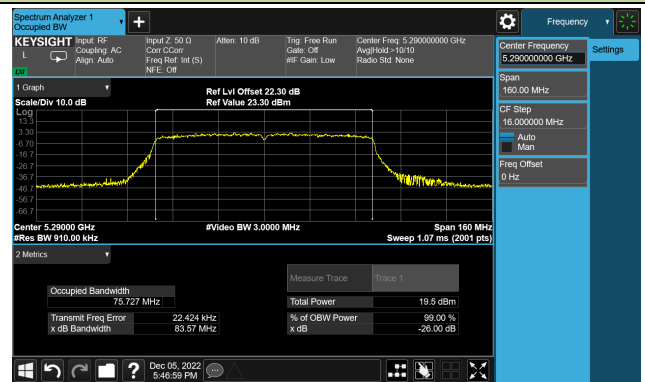 Spectrum Analyzer 1
Occupied BW
+
Frequency
KEYSIGHT
L
LXI
Input: RF
Coupling: AC
Align: Auto
Input Z: 50 Ω
Corr CCorr
Freq Ref: Int (S)
NFE: Off
Atten: 10 dB
Trig: Free Run
Gate: Off
#IF Gain: Low
Center Freq: 5.290000000 GHz
Avg|Hold:>10/10
Radio Std: None
Center Frequency
5.290000000 GHz
Settings
Span
160.00 MHz
CF Step
16.000000 MHz
Auto
Man
Freq Offset
0 Hz
1 Graph
Scale/Div 10.0 dB
Ref Lvl Offset 22.30 dB
Ref Value 23.30 dBm
Log
13.3
3.30
-6.70
-16.7
-26.7
-36.7
-46.7
-56.7
-66.7
Center 5.29000 GHz
#Res BW 910.00 kHz
#Video BW 3.0000 MHz
Span 160 MHz
Sweep 1.07 ms (2001 pts)
2 Metrics
Measure Trace
Trace 1
Occupied Bandwidth
75.727 MHz
Total Power
19.5 dBm
Transmit Freq Error
22.424 kHz
% of OBW Power
99.00 %
x dB Bandwidth
83.57 MHz
x dB
-26.00 dB
?
Dec 05, 2022
5:46:59 PM